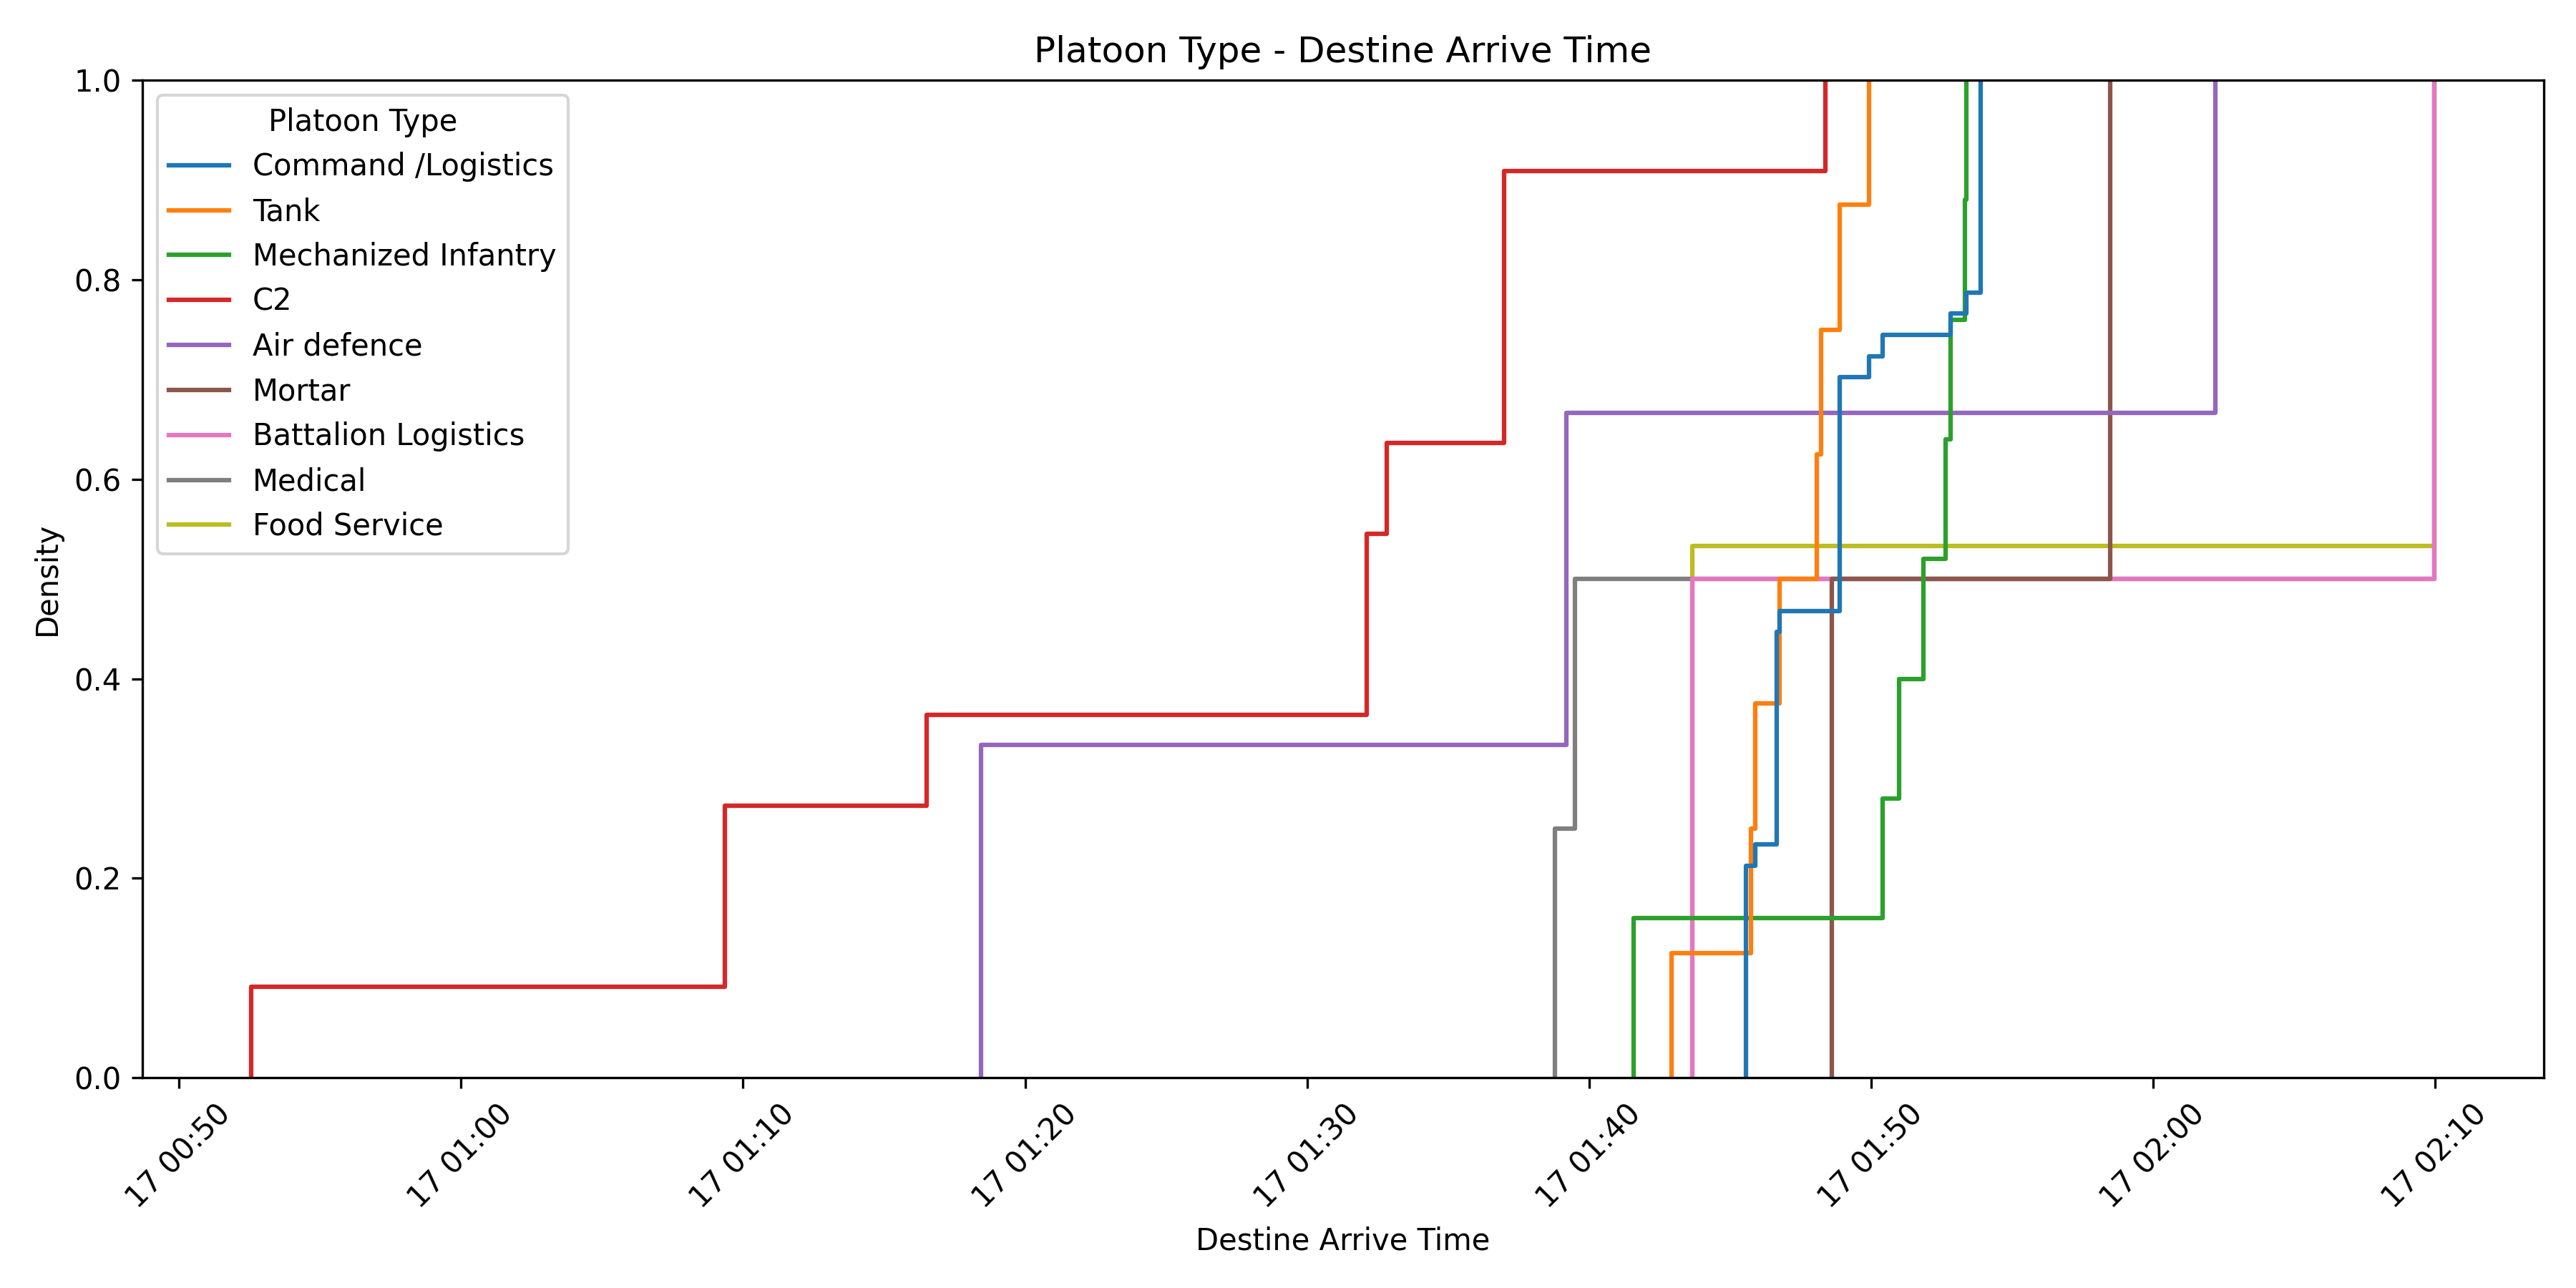 Platoon Type - Destine Arrive Time
1.0
0.8
0.6
0.4
0.2
0.0
Density
Platoon Type
Command /Logistics
Tank
Mechanized Infantry
C2
Air defence
Mortar
Battalion Logistics
Medical
Food Service
17 00:50
17 01:00
17 01:10
17 01:20
17 01:30
17 01:40
17 01:50
17 02:00
17 02:10
Destine Arrive Time